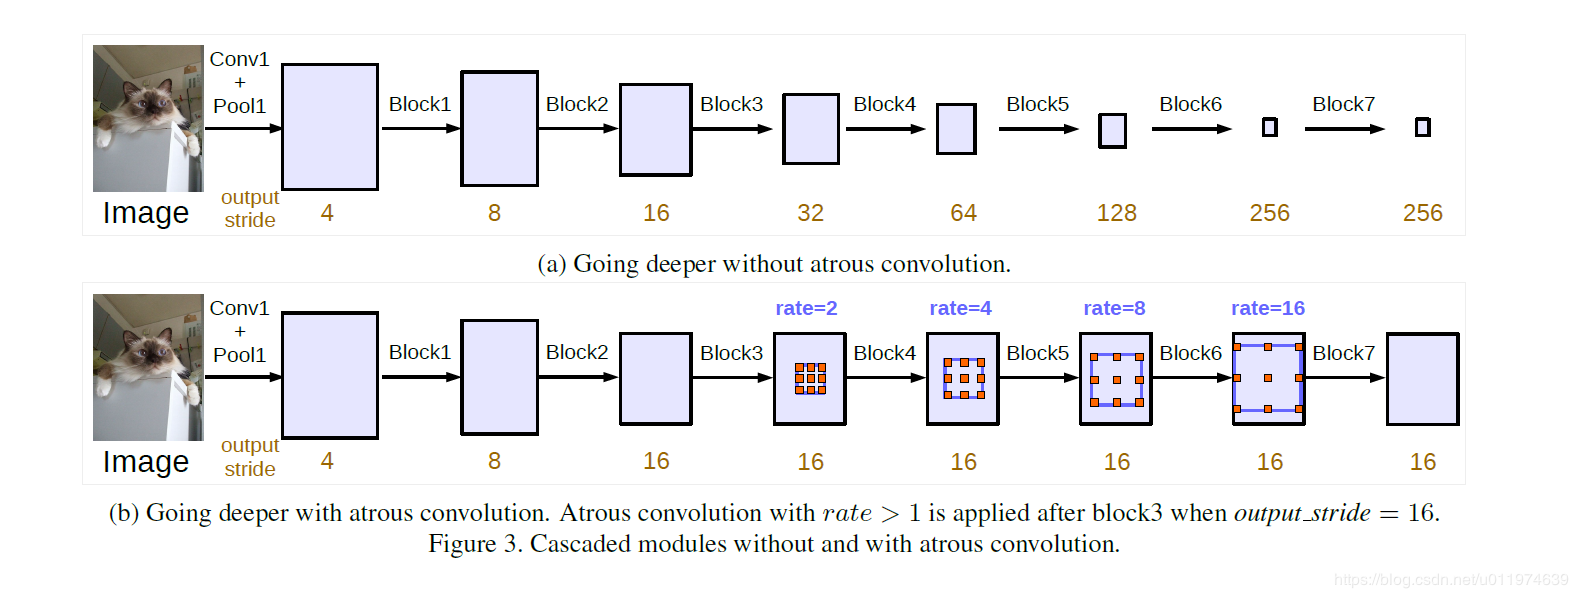 Conv1
+
Pool1
Block1
Block2
Block3
Block4
Block5
Block6
Block7
Image
output
stride
4
8
16
32
64
128
256
256
(a) Going deeper without atrous convolution.
rate=2
rate=4
rate=8
rate=16
Conv1
+
Pool1
Block1
Block2
Block3
Block4
Block5
Block6
Block7
Image
output
stride
4
8
16
16
16
16
16
16
(b) Going deeper with atrous convolution. Atrous convolution with rate > 1 is applied after block3 when output_stride = 16.
Figure 3. Cascaded modules without and with atrous convolution.
https://blog.csdn.net/u011974639